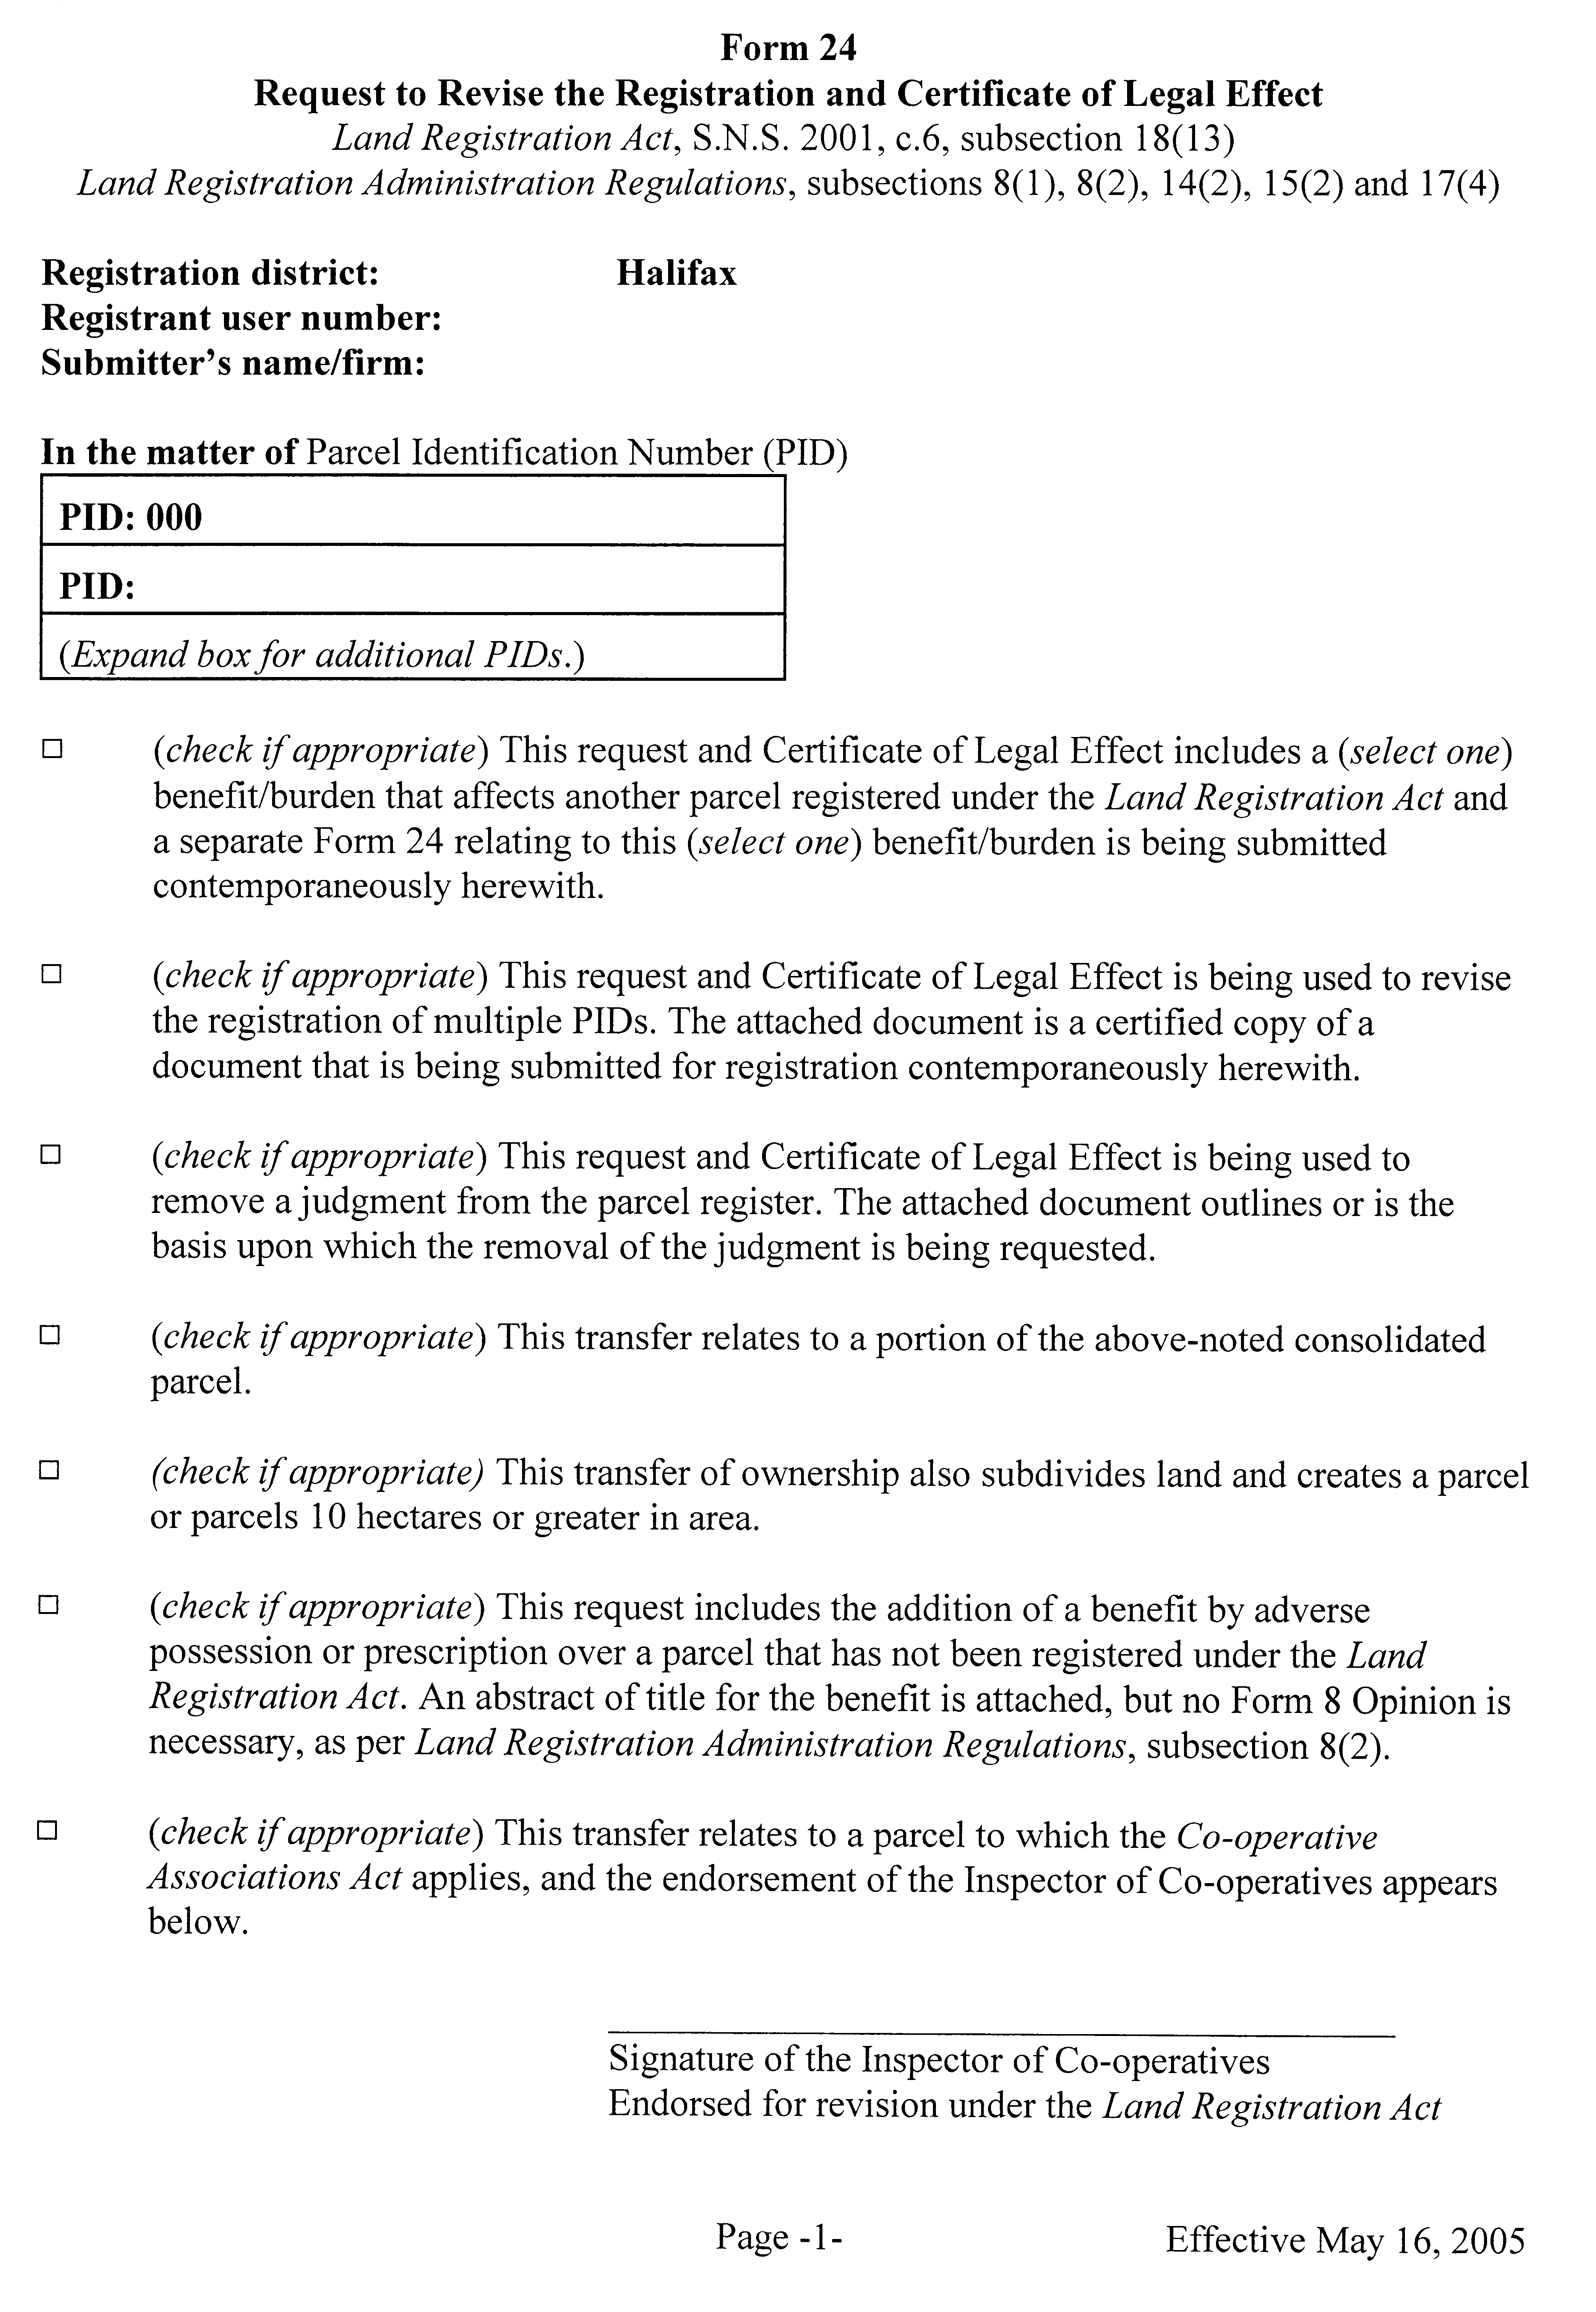 Form 24
Request to Revise the Registration and Certificate of Legal Effect
Land Registration Act, S.N.S. 2001, c.6, subsection 18(13)
Land Registration Administration Regulations, subsections 8(1), 8(2), 14(2), 15(2) and 17(4)
Registration district: Halifax
Registrant user number:
Submitter's name/firm:
In the matter of Parcel Identification Number (PID)
PID: 000
PID:
(Expand box for additional PIDs.)
☐ (check if appropriate) This request and Certificate of Legal Effect includes a (select one)
benefit/burden that affects another parcel registered under the Land Registration Act and
a separate Form 24 relating to this (select one) benefit/burden is being submitted
contemporaneously herewith.
☐ (check if appropriate) This request and Certificate of Legal Effect is being used to revise
the registration of multiple PIDs. The attached document is a certified copy of a
document that is being submitted for registration contemporaneously herewith.
☐ (check if appropriate) This request and Certificate of Legal Effect is being used to
remove a judgment from the parcel register. The attached document outlines or is the
basis upon which the removal of the judgment is being requested.
☐ (check if appropriate) This transfer relates to a portion of the above-noted consolidated
parcel.
☐ (check if appropriate) This transfer of ownership also subdivides land and creates a parcel
or parcels 10 hectares or greater in area.
☐ (check if appropriate) This request includes the addition of a benefit by adverse
possession or prescription over a parcel that has not been registered under the Land
Registration Act. An abstract of title for the benefit is attached, but no Form 8 Opinion is
necessary, as per Land Registration Administration Regulations, subsection 8(2).
☐ (check if appropriate) This transfer relates to a parcel to which the Co-operative
Associations Act applies, and the endorsement of the Inspector of Co-operatives appears
below.
Signature of the Inspector of Co-operatives
Endorsed for revision under the Land Registration Act
Page -1- Effective May 16, 2005